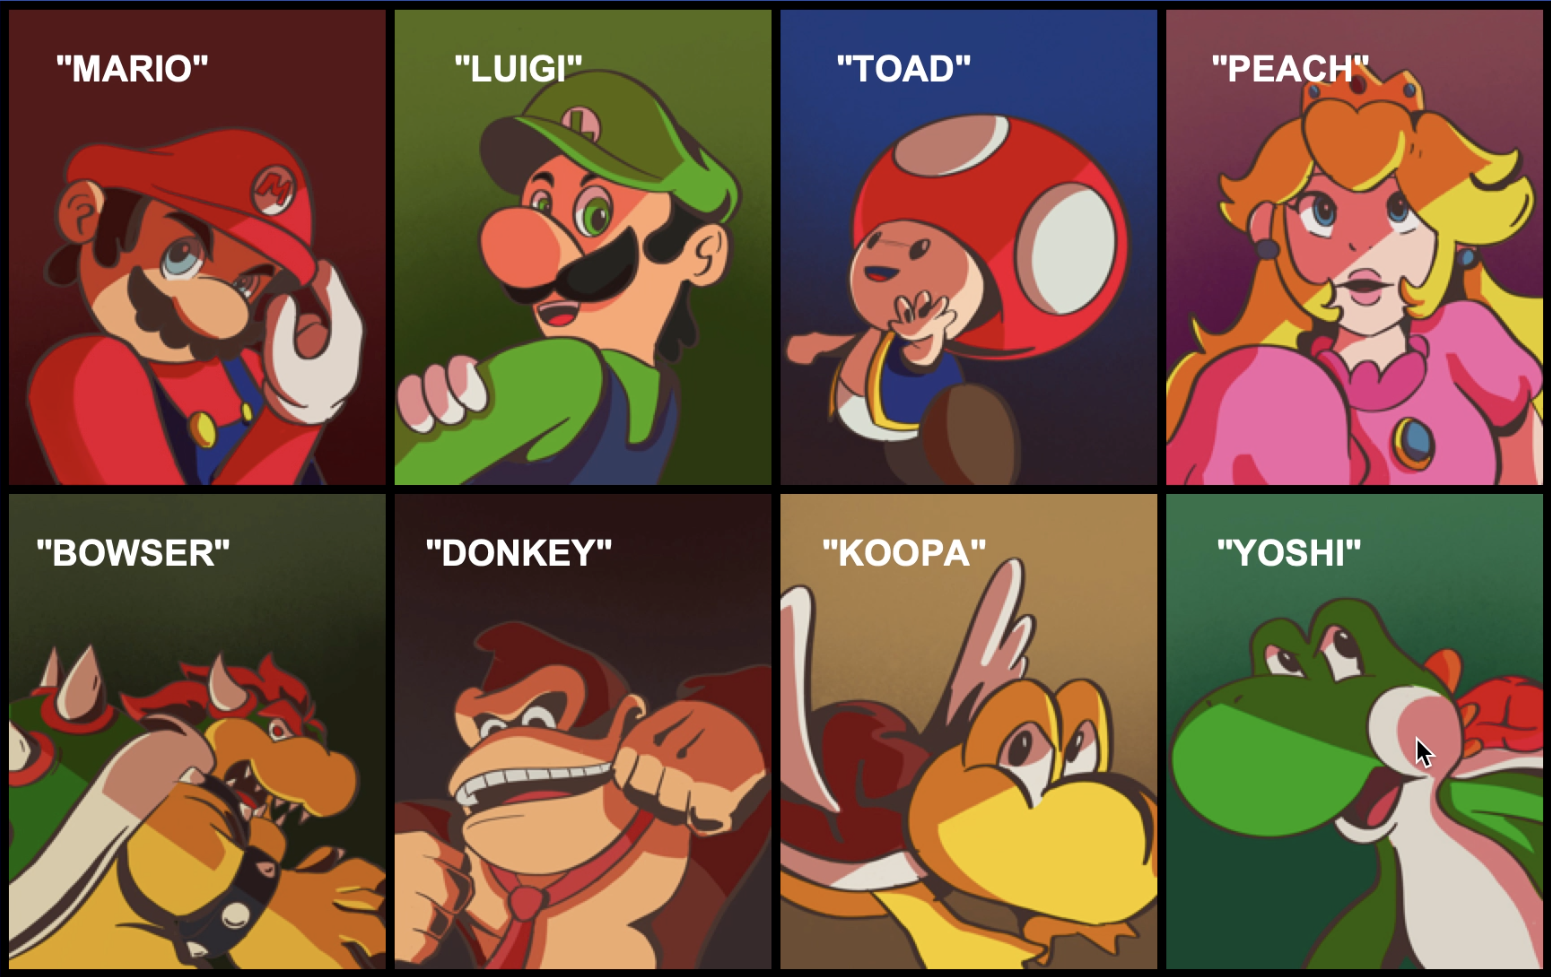 "MARIO"
"LUIGI"
"TOAD"
"PEACH"
M
L
"BOWSER"
"DONKEY"
"KOOPA"
"YOSHI"